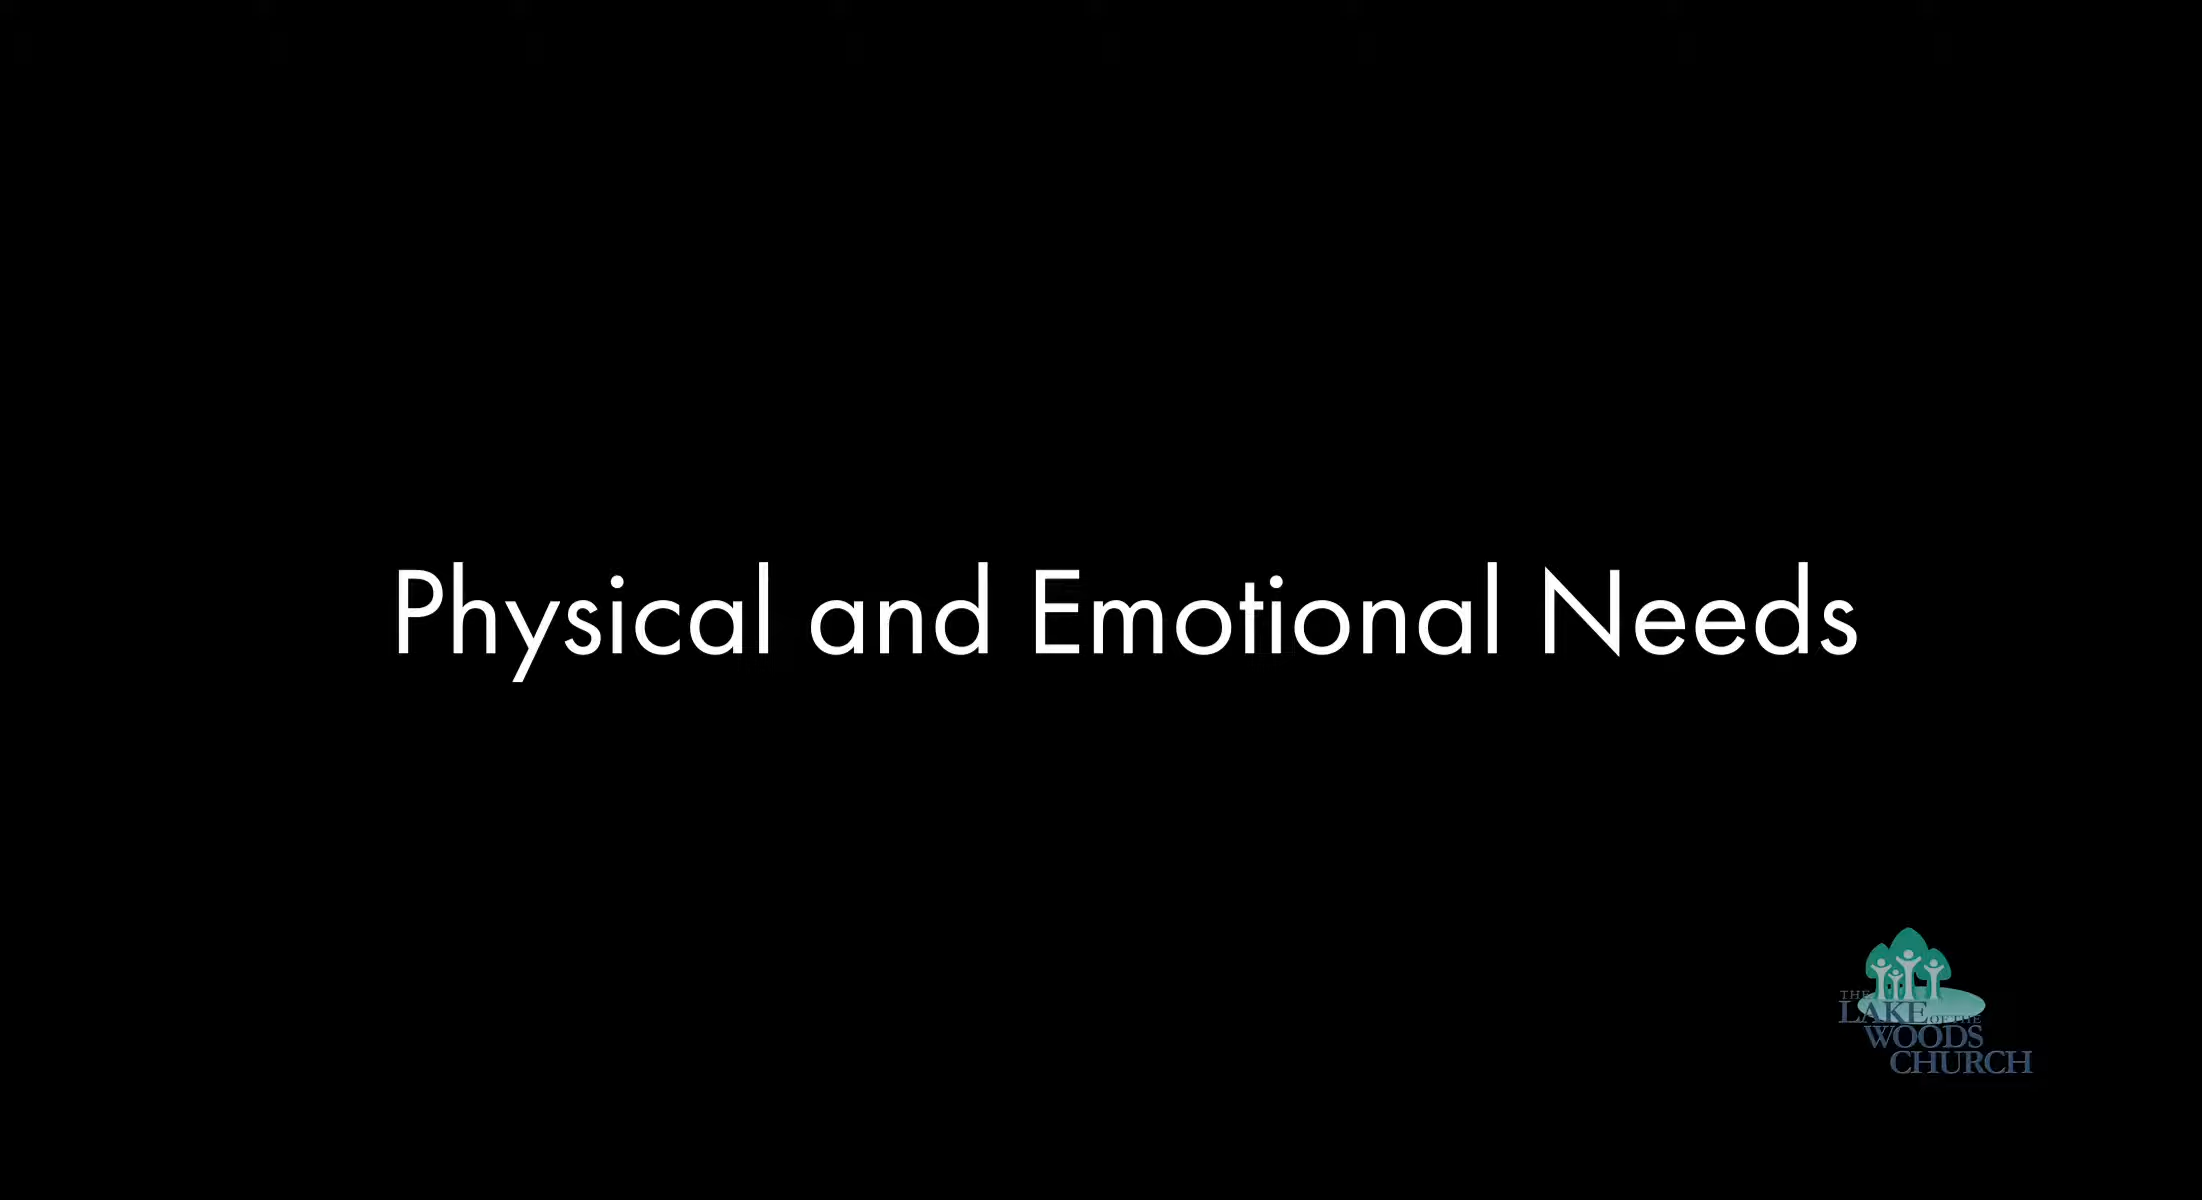 Physical and Emotional Needs
THE
LAKE OF THE
WOODS
CHURCH